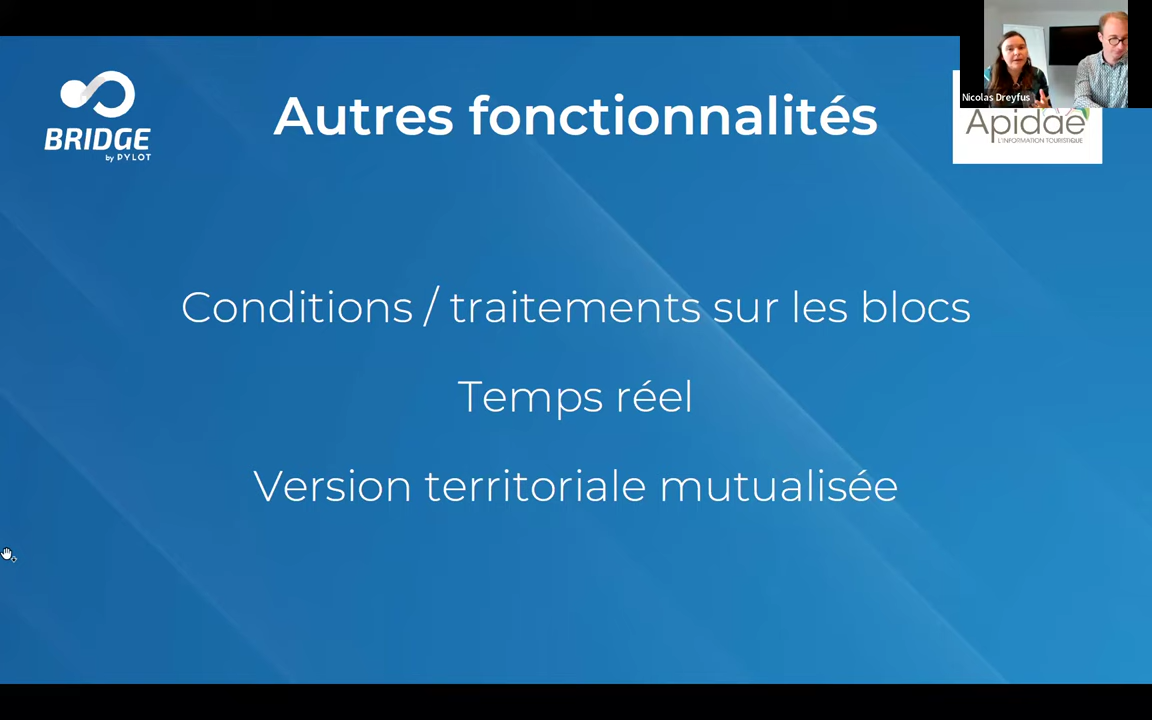 Nicolas Dreyfus
BRIDGE
by PYLOT
Autres fonctionnalités
Apidae
L'INFORMATION TOURISTIQUE
Conditions / traitements sur les blocs
Temps réel
Version territoriale mutualisée